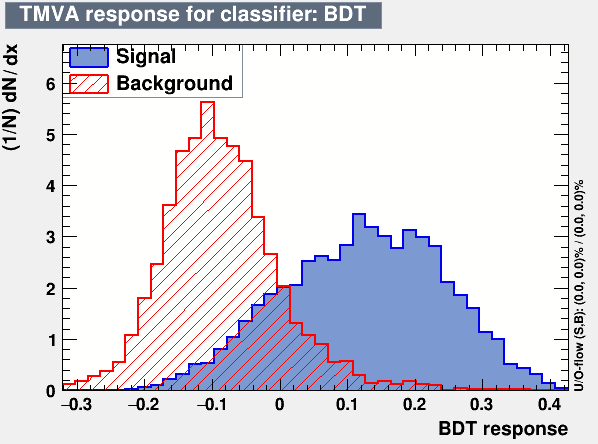 TMVA response for classifier: BDT
(1/N) dN / dx
Signal
Background
6
5
4
3
2
1
0
−0.3 −0.2 −0.1 0 0.1 0.2 0.3 0.4
BDT response
U/O-flow (S,B): (0.0, 0.0)% / (0.0, 0.0)%